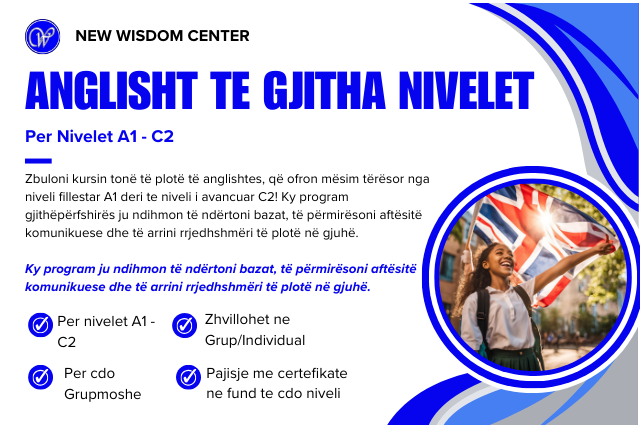 NEW WISDOM CENTER
ANGLISHT TE GJITHA NIVELET
Per Nivelet A1 - C2
Zbuloni kursin tonë të plotë të anglishtes, që ofron mësim tërësor nga
niveli fillestar A1 deri te niveli i avancuar C2! Ky program
gjithëpërfshirës ju ndihmon të ndërtoni bazat, të përmirësoni aftësitë
komunikuese dhe të arrini rrjedhshmëri të plotë në gjuhë.
Ky program ju ndihmon të ndërtoni bazat, të përmirësoni aftësitë
komunikuese dhe të arrini rrjedhshmëri të plotë në gjuhë.
Per nivelet A1 -
C2
Zhvillohet ne
Grup/Individual
Per cdo
Grupmoshe
Pajisje me certefikate
ne fund te cdo niveli